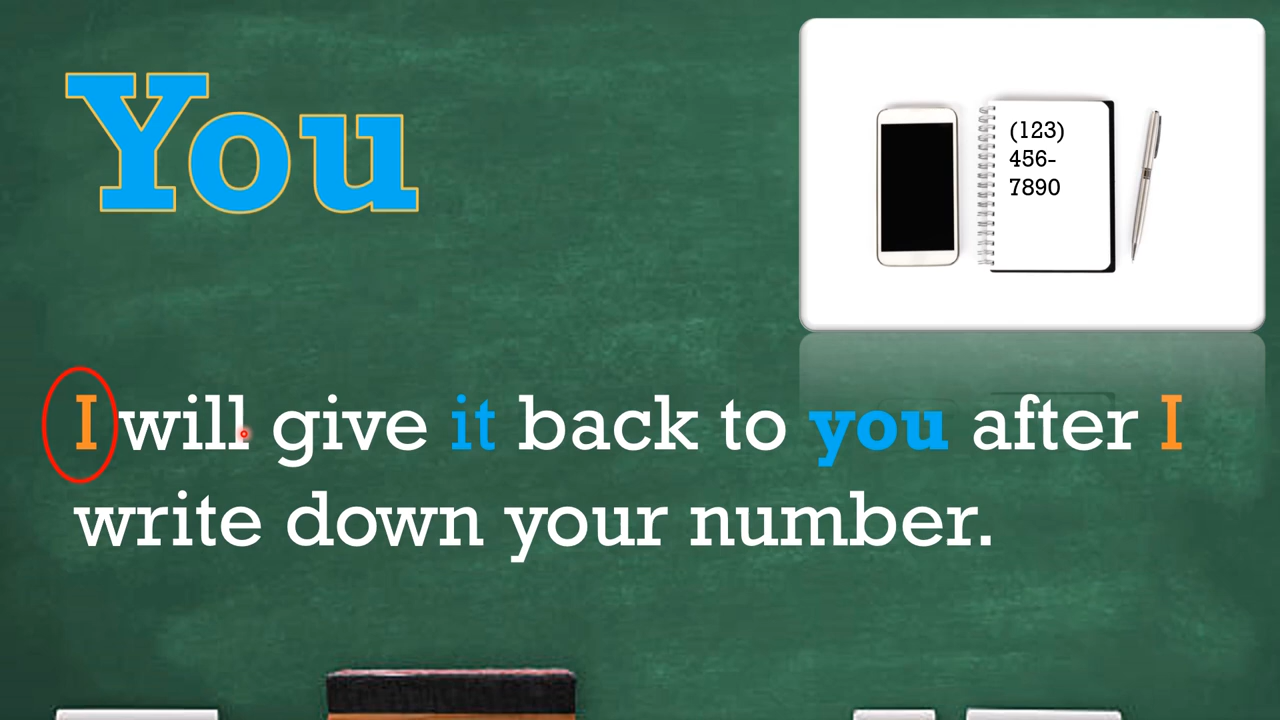 You
(123)
456-
7890
I will give it back to you after I
write down your number.